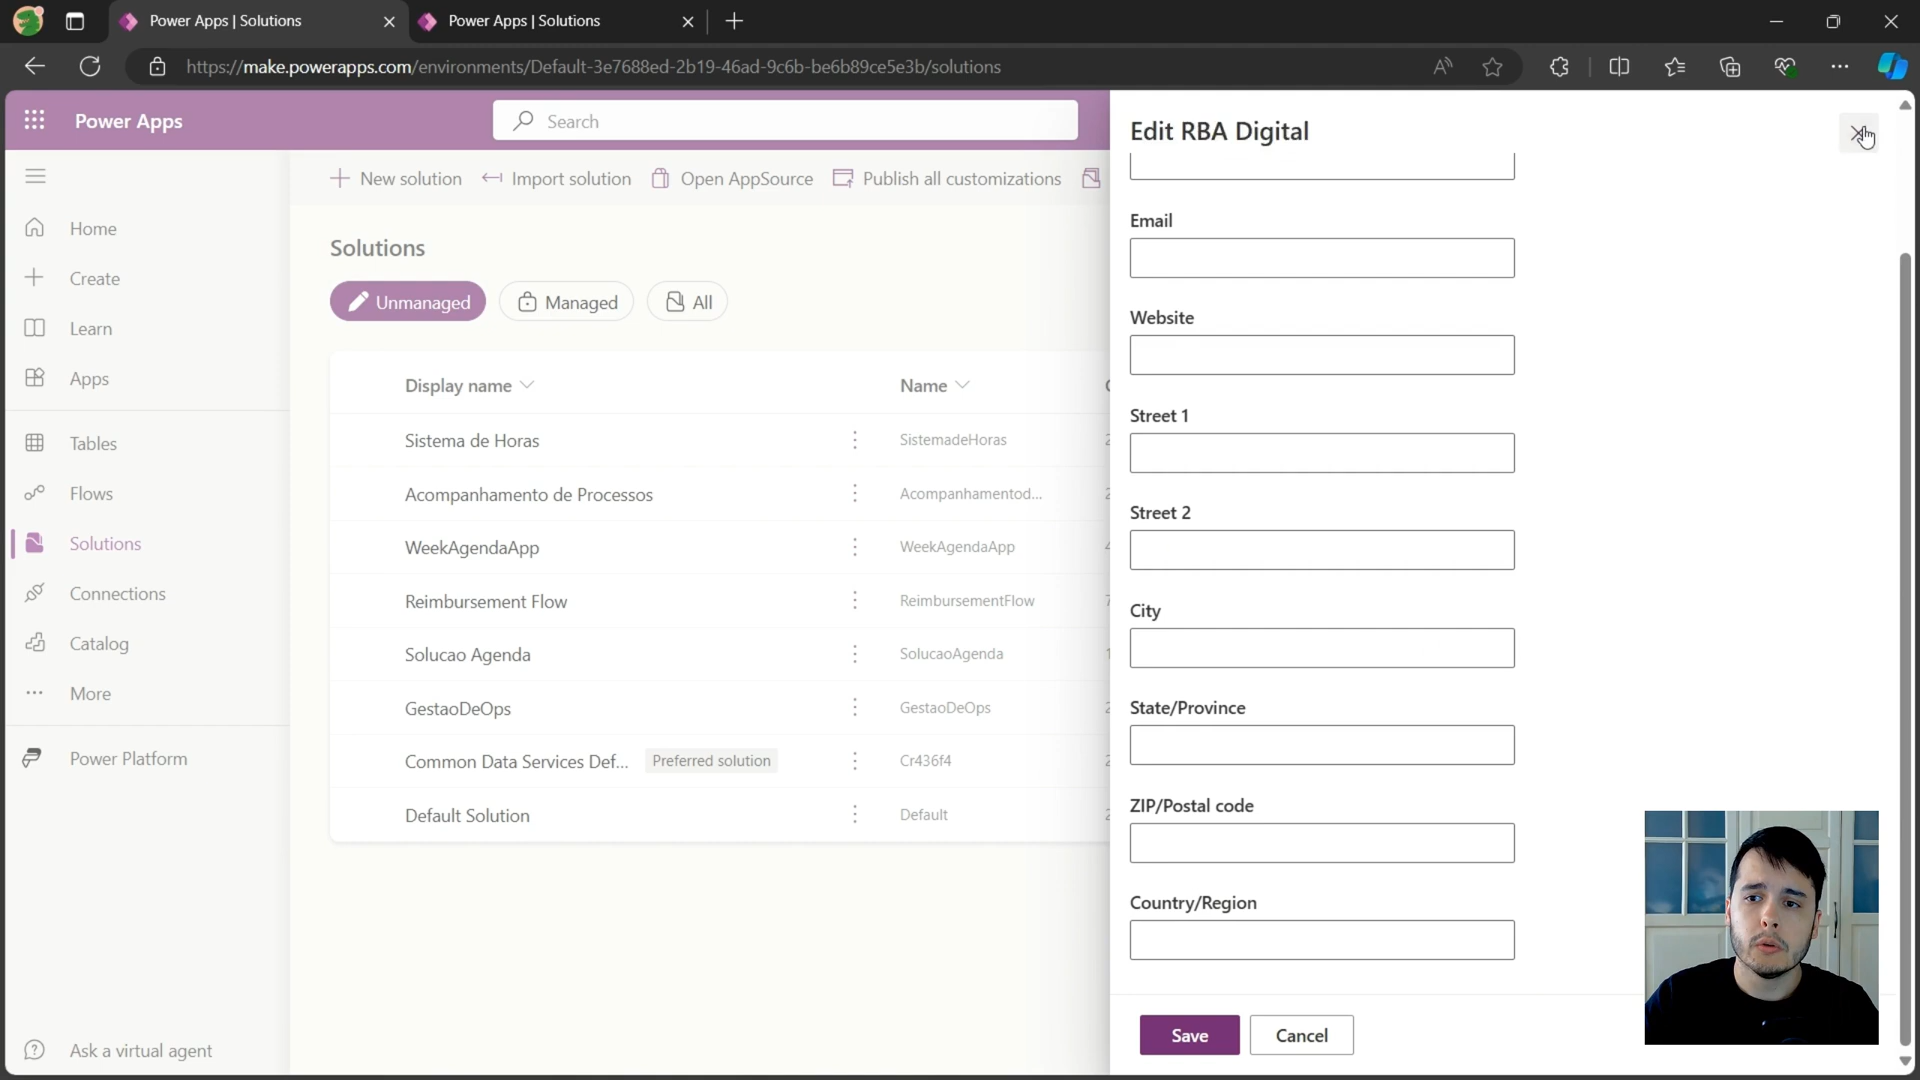 Power Apps | Solutions
Power Apps | Solutions
https://make.powerapps.com/environments/Default-3e7688ed-2b19-46ad-9c6b-be6b89ce5e3b/solutions
Power Apps
Search
Home
Create
Learn
Apps
Tables
Flows
Solutions
Connections
Catalog
More
Power Platform
Ask a virtual agent
New solution
Import solution
Open AppSource
Publish all customizations
Solutions
Unmanaged
Managed
All
Display name
Name
Sistema de Horas
SistemadeHoras
Acompanhamento de Processos
Acompanhamentod...
WeekAgendaApp
WeekAgendaApp
Reimbursement Flow
ReimbursementFlow
Solucao Agenda
SolucaoAgenda
GestaoDeOps
GestaoDeOps
Common Data Services Def...
Preferred solution
Cr436f4
Default Solution
Default
Edit RBA Digital
Email
Website
Street 1
Street 2
City
State/Province
ZIP/Postal code
Country/Region
Save
Cancel